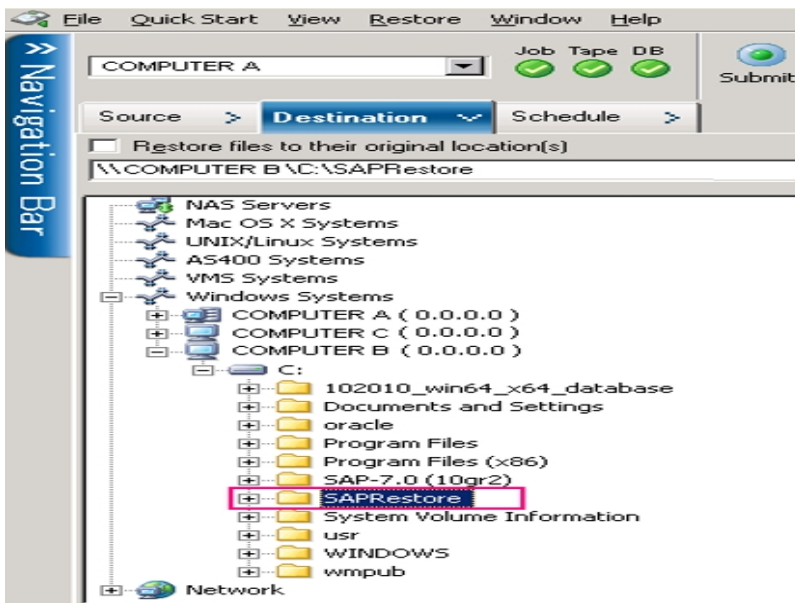 File Quick Start View Restore Window Help
Navigation Bar
COMPUTER A
Job Tape DB
Submit
Source > Destination Schedule >
Restore files to their original location(s)
\\COMPUTER B\C:\SAPRestore
NAS Servers
Mac OS X Systems
UNIX/Linux Systems
AS400 Systems
VMS Systems
Windows Systems
COMPUTER A ( 0.0.0.0 )
COMPUTER C ( 0.0.0.0 )
COMPUTER B ( 0.0.0.0 )
C:
102010_win64_x64_database
Documents and Settings
oracle
Program Files
Program Files (x86)
SAP-7.0 (10gr2)
SAPRestore
System Volume Information
usr
WINDOWS
wmpub
Network